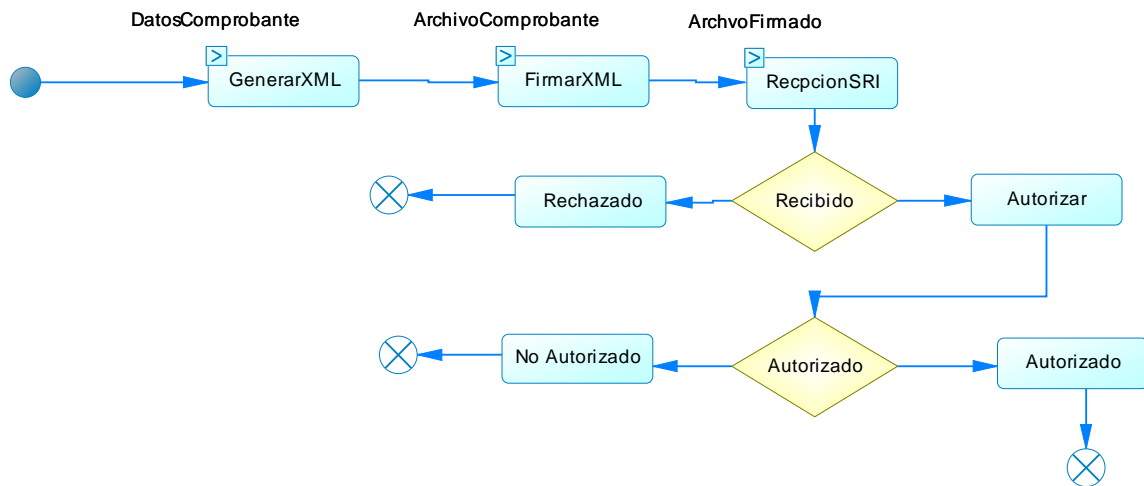 DatosComprobante
ArchivoComprobante
ArchvoFirmado
GenerarXML
FirmarXML
RecpcionSRI
Rechazado
Recibido
Autorizar
No Autorizado
Autorizado
Autorizado